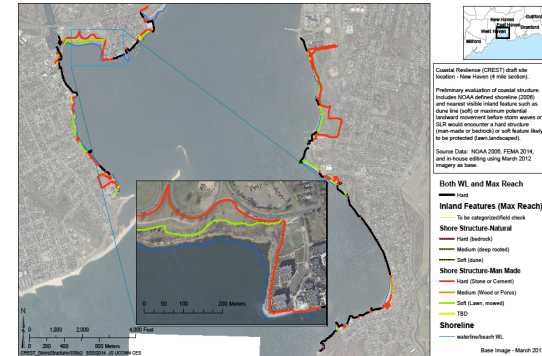 New Haven
Guilford
East Haven
Branford
West Haven
Milford
Coastal Reslience (CREST) draft site
location - New Haven (4 mile section).
Preliminary evaluation of coastal structure.
Includes NOAA defined shoreline (2006)
and nearest visible inland feature such as
dune line (soft) or maximum potential
landward movement before storm waves or
SLR would encounter a hard structure
(man-made or bedrock) or soft feature likely
to be protected (lawn,landscaped).
Source Data: NOAA 2006, FEMA 2014,
and in-house editing using March 2012
imagery as base.
Both WL and Max Reach
Hard
Inland Features (Max Reach)
To be categorized/field check
Shore Structure-Natural
Hard (bedrock)
Medium (deep rooted)
Soft (dune)
Shore Structure-Man Made
Hard (Stone or Cement)
Medium (Wood or Porus)
Soft (Lawn, mowed)
TBD
Shoreline
waterline/beach WL
Base Image - March 201
0 50 100 200 Meters
N
0 1,000 2,000 4,000 Feet
0 200 400 800 Meters